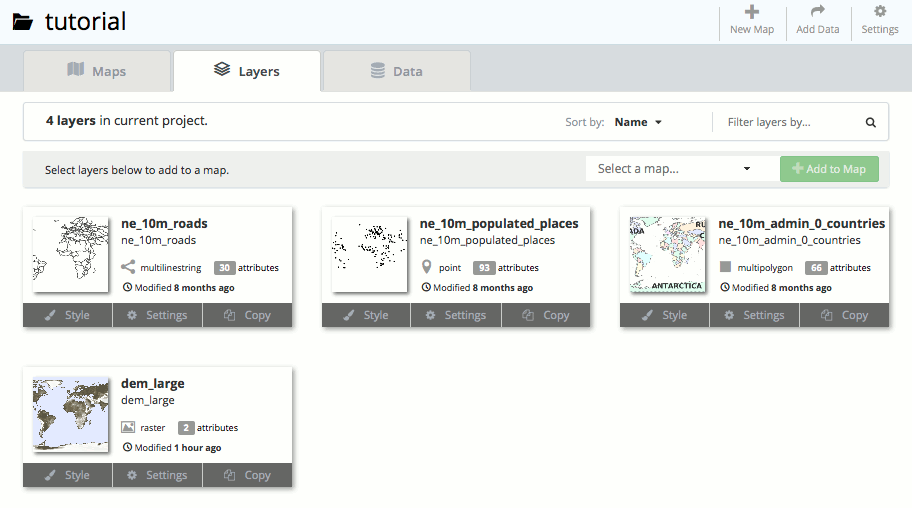 tutorial
New Map
Add Data
Settings
Maps
Layers
Data
4 layers in current project.
Sort by: Name
Filter layers by...
Select layers below to add to a map.
Select a map...
Add to Map
ne_10m_roads
ne_10m_roads
multilinestring 30 attributes
Modified 8 months ago
Style Settings Copy
ne_10m_populated_places
ne_10m_populated_places
point 93 attributes
Modified 8 months ago
Style Settings Copy
ADA
RU
C
ANTARCTICA
ne_10m_admin_0_countries
ne_10m_admin_0_countries
multipolygon 66 attributes
Modified 8 months ago
Style Settings Copy
dem_large
dem_large
raster 2 attributes
Modified 1 hour ago
Style Settings Copy